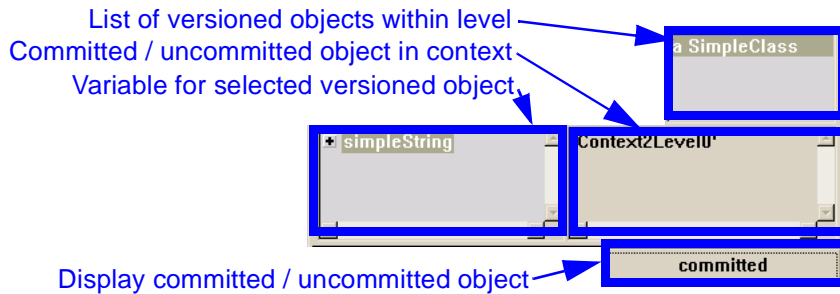 List of versioned objects within level
a SimpleClass
Committed / uncommitted object in context
Variable for selected versioned object
+ simpleString
Context2Level0'
committed
Display committed / uncommitted object